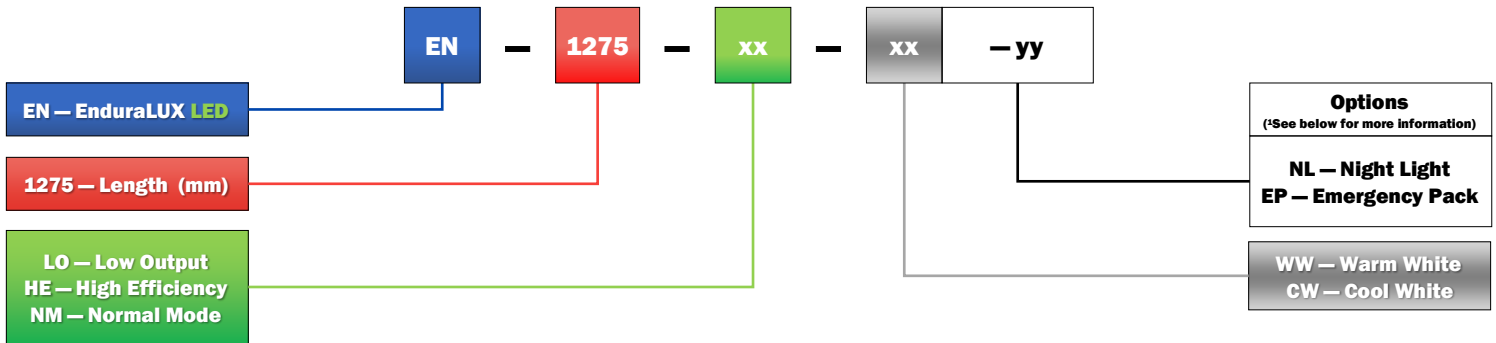 EN — 1275 — xx — xx — yy
EN — EnduraLUX LED
1275 — Length (mm)
LO — Low Output
HE — High Efficiency
NM — Normal Mode
Options
(¹See below for more information)
NL — Night Light
EP — Emergency Pack
WW — Warm White
CW — Cool White